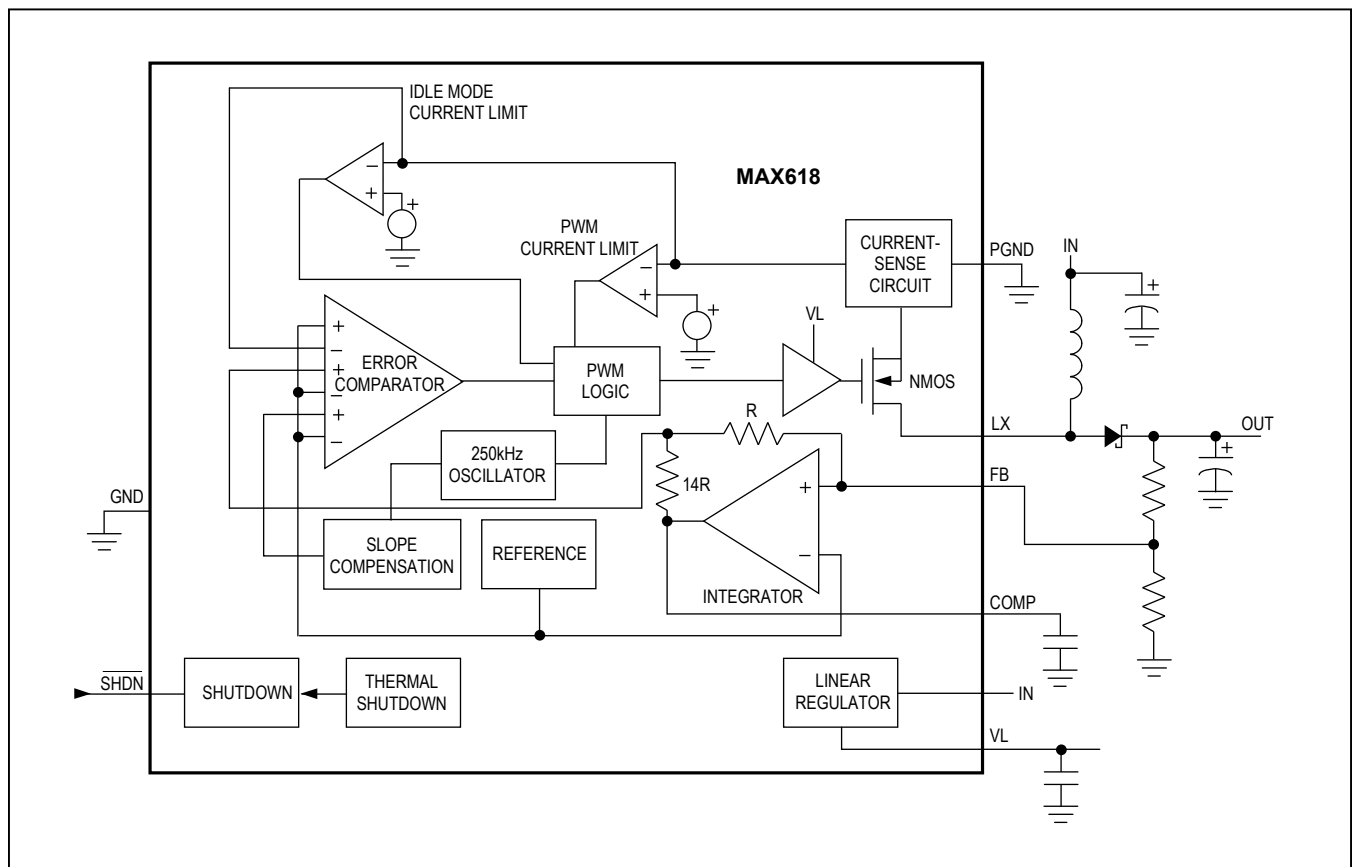 IDLE MODE
CURRENT LIMIT
−
+
+
MAX618
PWM
CURRENT LIMIT
−
+
+
CURRENT-
SENSE
CIRCUIT
PGND
IN
+
VL
+
−
+
−
+
−
ERROR
COMPARATOR
PWM
LOGIC
NMOS
R
LX
OUT
+
250kHz
OSCILLATOR
14R
+
−
FB
GND
SLOPE
COMPENSATION
REFERENCE
INTEGRATOR
COMP
SHDN
SHUTDOWN
THERMAL
SHUTDOWN
LINEAR
REGULATOR
IN
VL